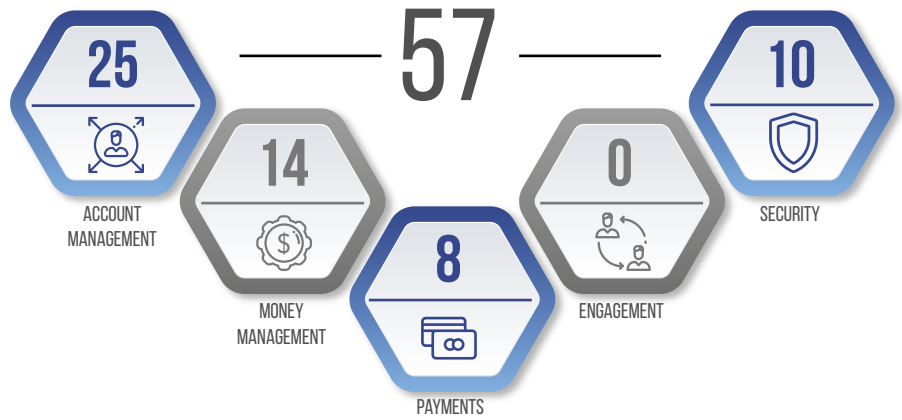 57
25
ACCOUNT
MANAGEMENT
14
$
MONEY
MANAGEMENT
8
PAYMENTS
0
ENGAGEMENT
10
SECURITY